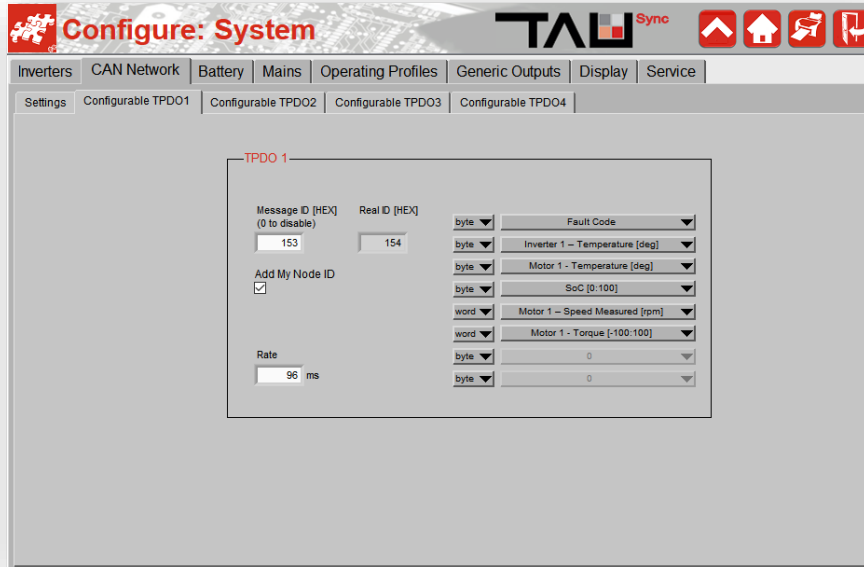 Configure: System
TAU Sync
Inverters CAN Network Battery Mains Operating Profiles Generic Outputs Display Service
Settings Configurable TPDO1 Configurable TPDO2 Configurable TPDO3 Configurable TPDO4
TPDO 1
Message ID [HEX] Real ID [HEX]
(0 to disable)
153 154
Add My Node ID
Rate
96 ms
byte Fault Code
byte Inverter 1 – Temperature [deg]
byte Motor 1 - Temperature [deg]
byte SoC [0:100]
word Motor 1 – Speed Measured [rpm]
word Motor 1 - Torque [-100:100]
byte 0
byte 0